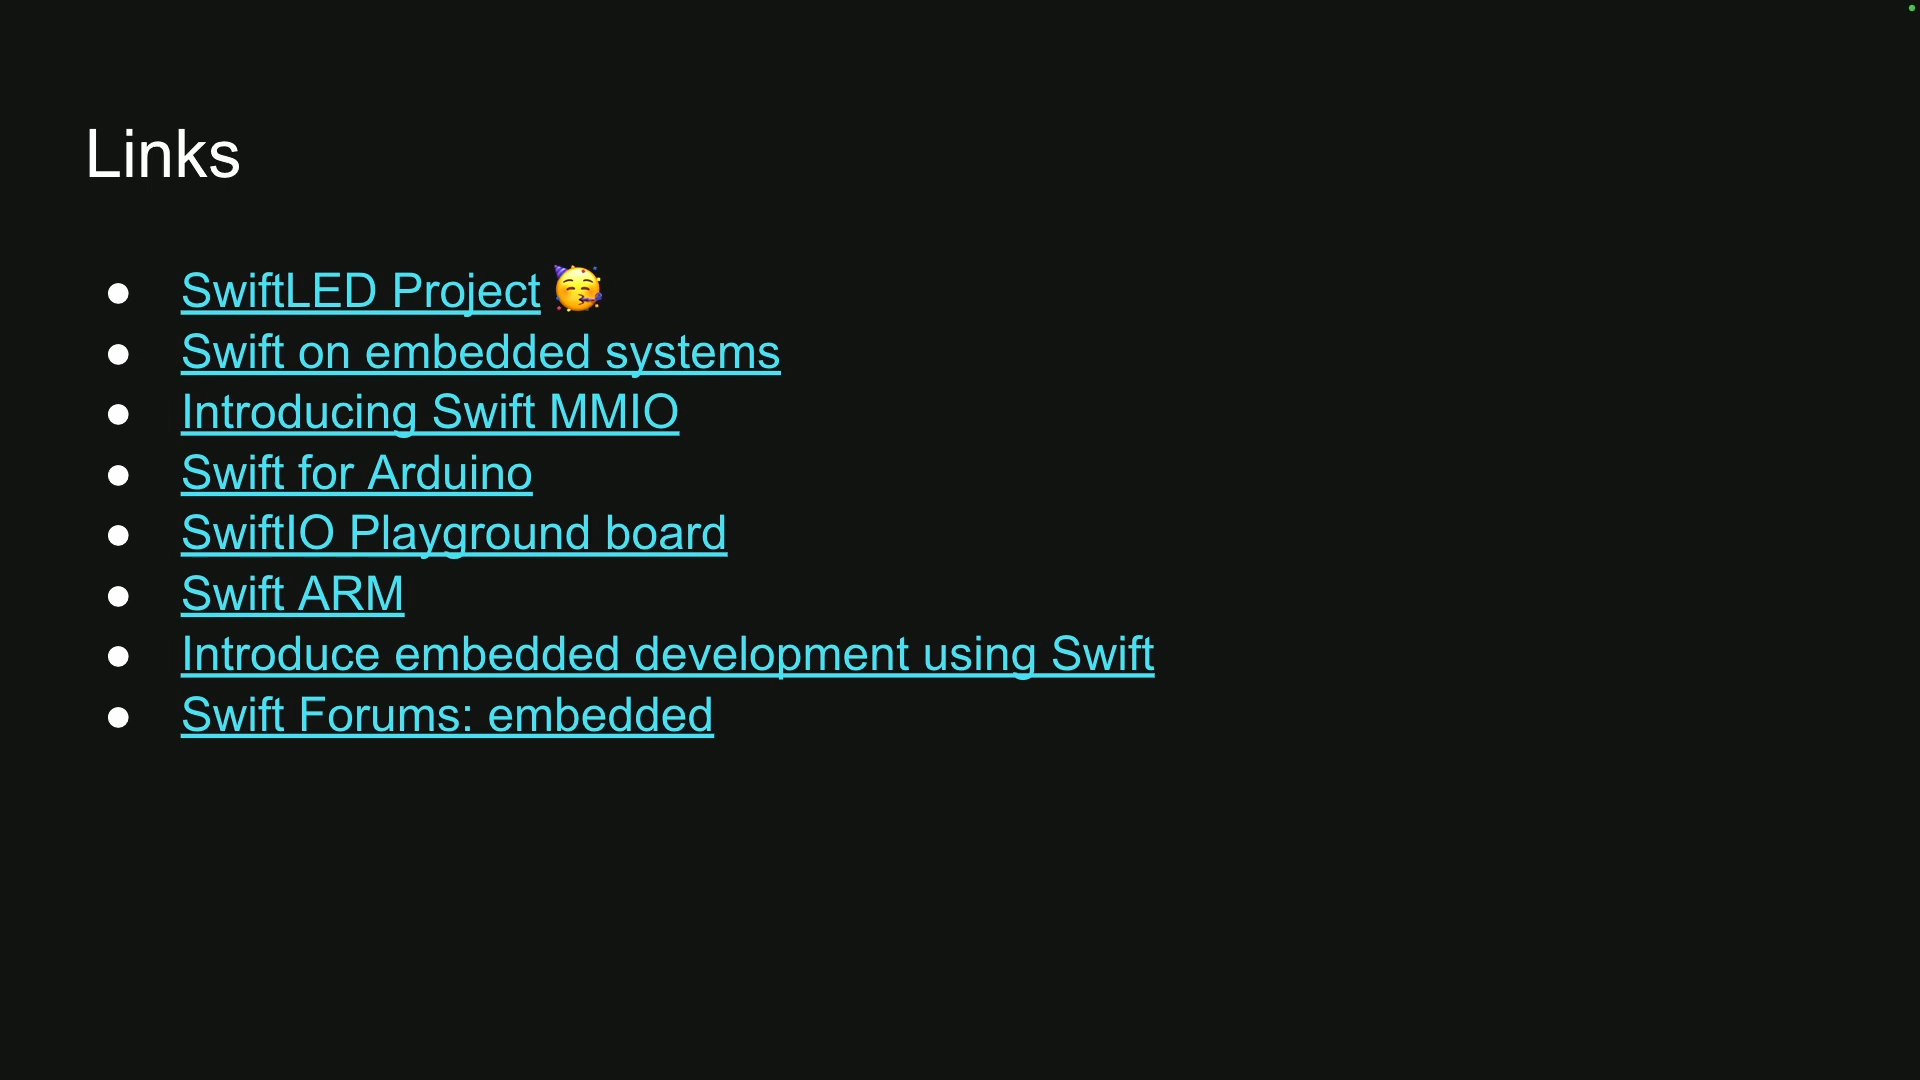 Links
● SwiftLED Project 🥳
● Swift on embedded systems
● Introducing Swift MMIO
● Swift for Arduino
● SwiftIO Playground board
● Swift ARM
● Introduce embedded development using Swift
● Swift Forums: embedded